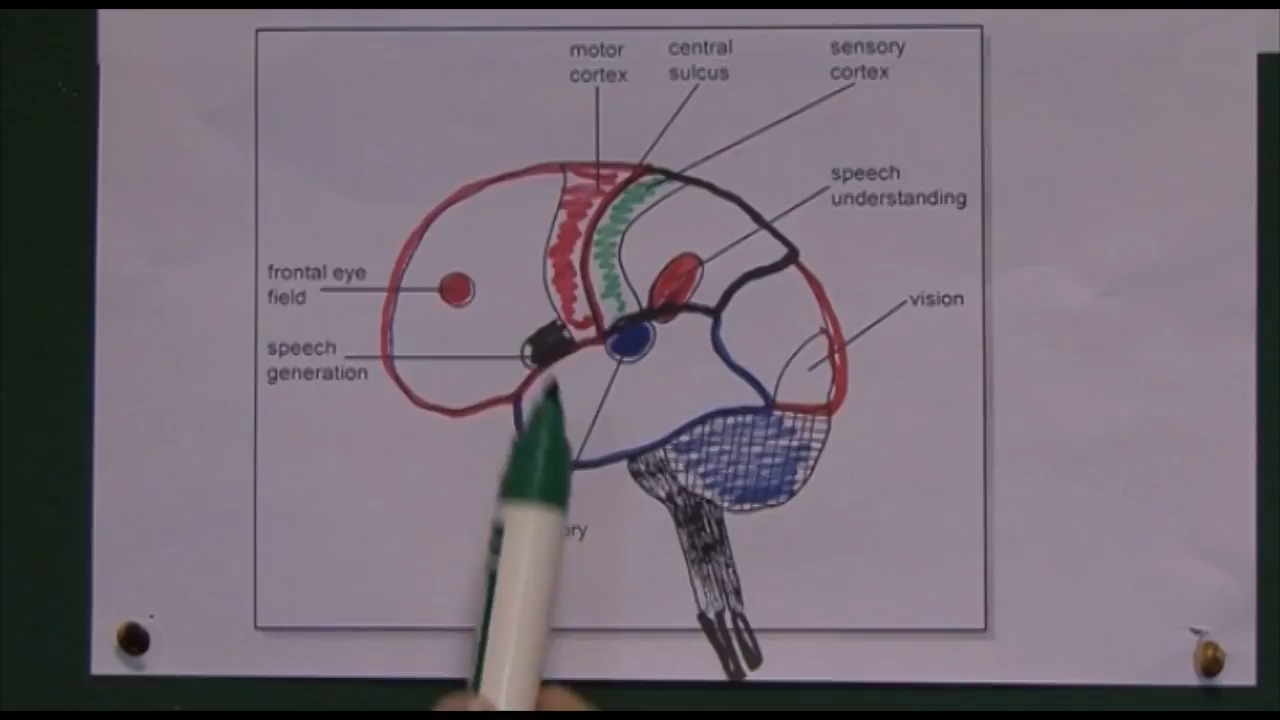 motor
cortex
central
sulcus
sensory
cortex
speech
understanding
frontal eye
field
vision
speech
generation